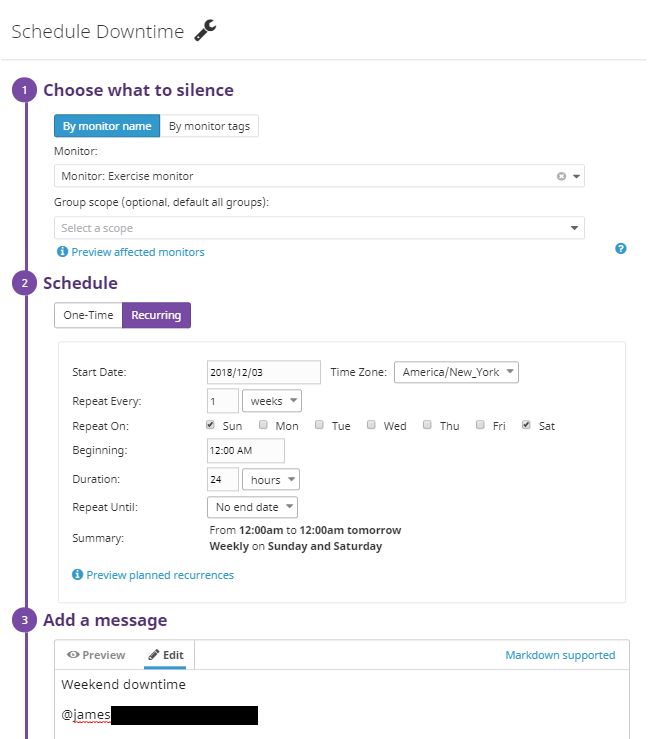 Schedule Downtime
1 Choose what to silence
By monitor name By monitor tags
Monitor:
Monitor: Exercise monitor
Group scope (optional, default all groups):
Select a scope
Preview affected monitors ?
2 Schedule
One-Time Recurring
Start Date: 2018/12/03 Time Zone: America/New_York
Repeat Every: 1 weeks
Repeat On: Sun Mon Tue Wed Thu Fri Sat
Beginning: 12:00 AM
Duration: 24 hours
Repeat Until: No end date
Summary: From 12:00am to 12:00am tomorrow
Weekly on Sunday and Saturday
Preview planned recurrences
3 Add a message
Preview Edit Markdown supported
Weekend downtime
@james